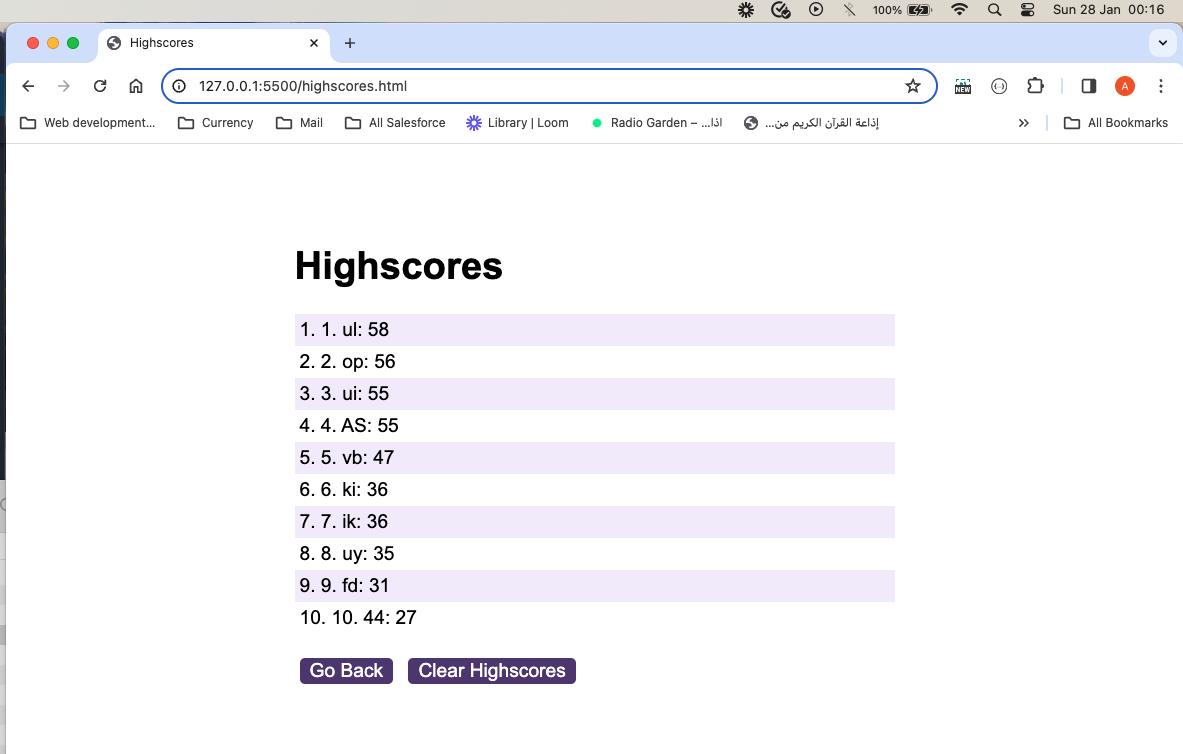 100% Sun 28 Jan 00:16
Highscores
127.0.0.1:5500/highscores.html NEW A
Web development... Currency Mail All Salesforce Library | Loom Radio Garden – ...اذا إذاعة القرآن الكريم من... All Bookmarks
Highscores
1. 1. ul: 58
2. 2. op: 56
3. 3. ui: 55
4. 4. AS: 55
5. 5. vb: 47
6. 6. ki: 36
7. 7. ik: 36
8. 8. uy: 35
9. 9. fd: 31
10. 10. 44: 27
Go Back Clear Highscores